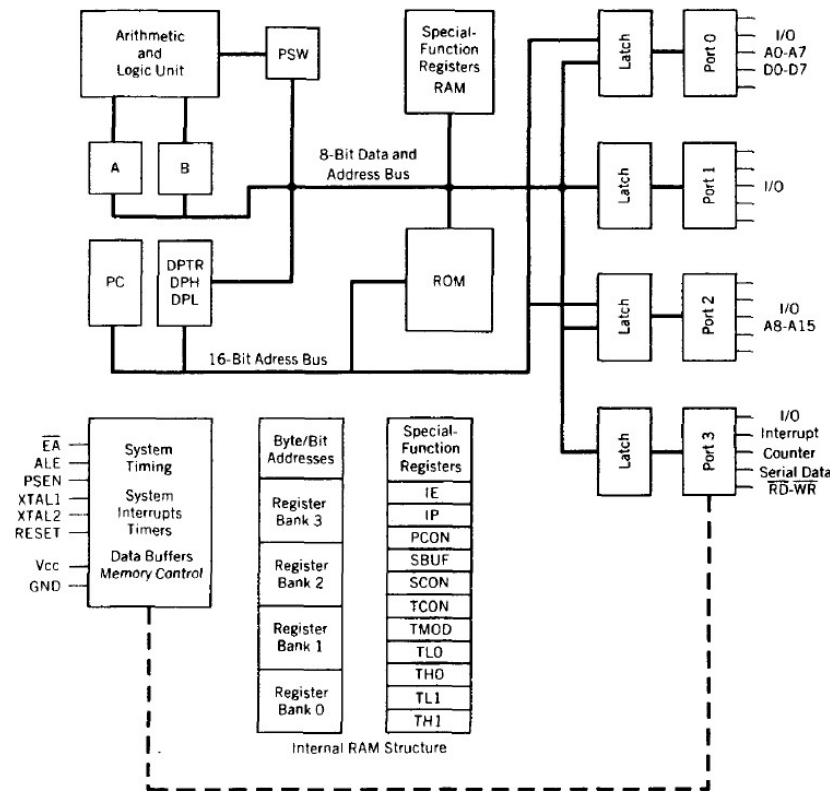 Arithmetic
and
Logic Unit
PSW
Special-
Function
Registers
RAM
Latch
Port 0
I/O
A0-A7
D0-D7
A
B
8-Bit Data and
Address Bus
Latch
Port 1
I/O
PC
DPTR
DPH
DPL
ROM
Latch
Port 2
I/O
A8-A15
16-Bit Adress Bus
Latch
Port 3
I/O
Interrupt
Counter
Serial Data
R̅D̅-W̅R̅
E̅A̅
ALE
PSEN
XTAL1
XTAL2
RESET
Vcc
GND
System
Timing
System
Interrupts
Timers
Data Buffers
Memory Control
Byte/Bit
Addresses
Register
Bank 3
Register
Bank 2
Register
Bank 1
Register
Bank 0
Special-
Function
Registers
IE
IP
PCON
SBUF
SCON
TCON
TMOD
TL0
TH0
TL1
TH1
Internal RAM Structure